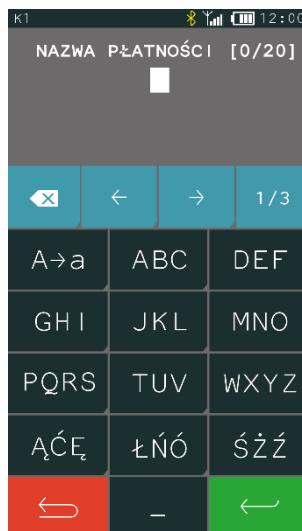 K1 12:00
NAZWA PŁATNOŚCI [0/20]
← → 1/3
A→a ABC DEF
GHI JKL MNO
PQRS TUV WXYZ
ĄĆĘ ŁŃÓ ŚŻŹ
_